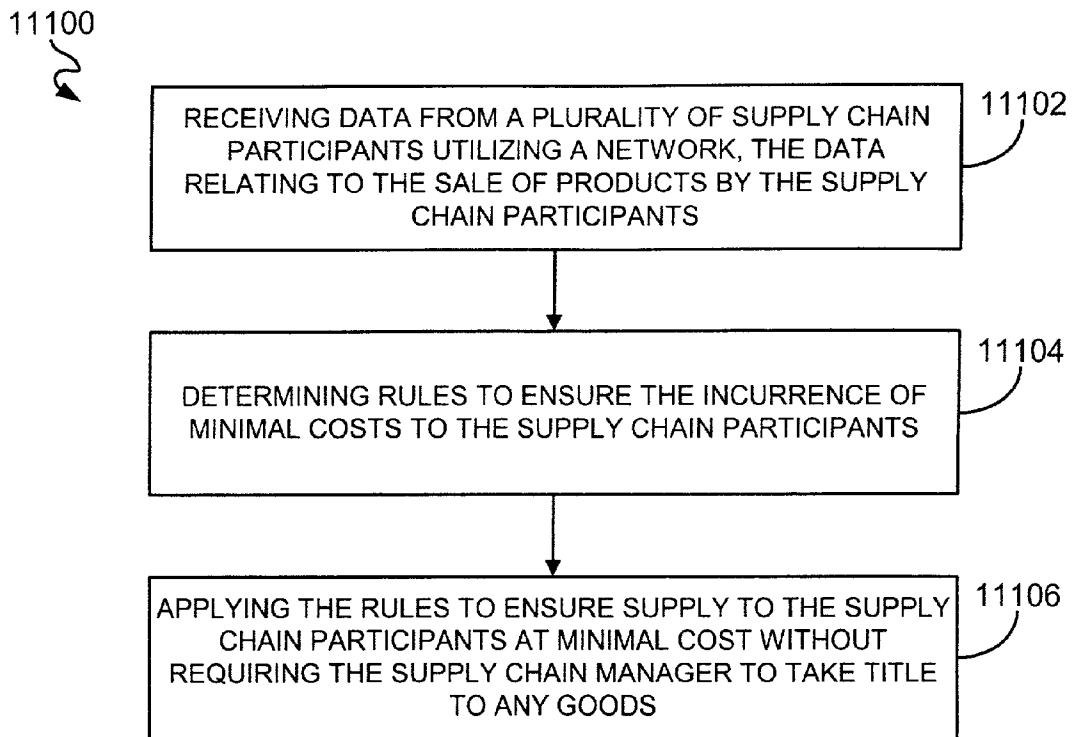 11100
RECEIVING DATA FROM A PLURALITY OF SUPPLY CHAIN
PARTICIPANTS UTILIZING A NETWORK, THE DATA
RELATING TO THE SALE OF PRODUCTS BY THE SUPPLY
CHAIN PARTICIPANTS
11102
DETERMINING RULES TO ENSURE THE INCURRENCE OF
MINIMAL COSTS TO THE SUPPLY CHAIN PARTICIPANTS
11104
APPLYING THE RULES TO ENSURE SUPPLY TO THE SUPPLY
CHAIN PARTICIPANTS AT MINIMAL COST WITHOUT
REQUIRING THE SUPPLY CHAIN MANAGER TO TAKE TITLE
TO ANY GOODS
11106